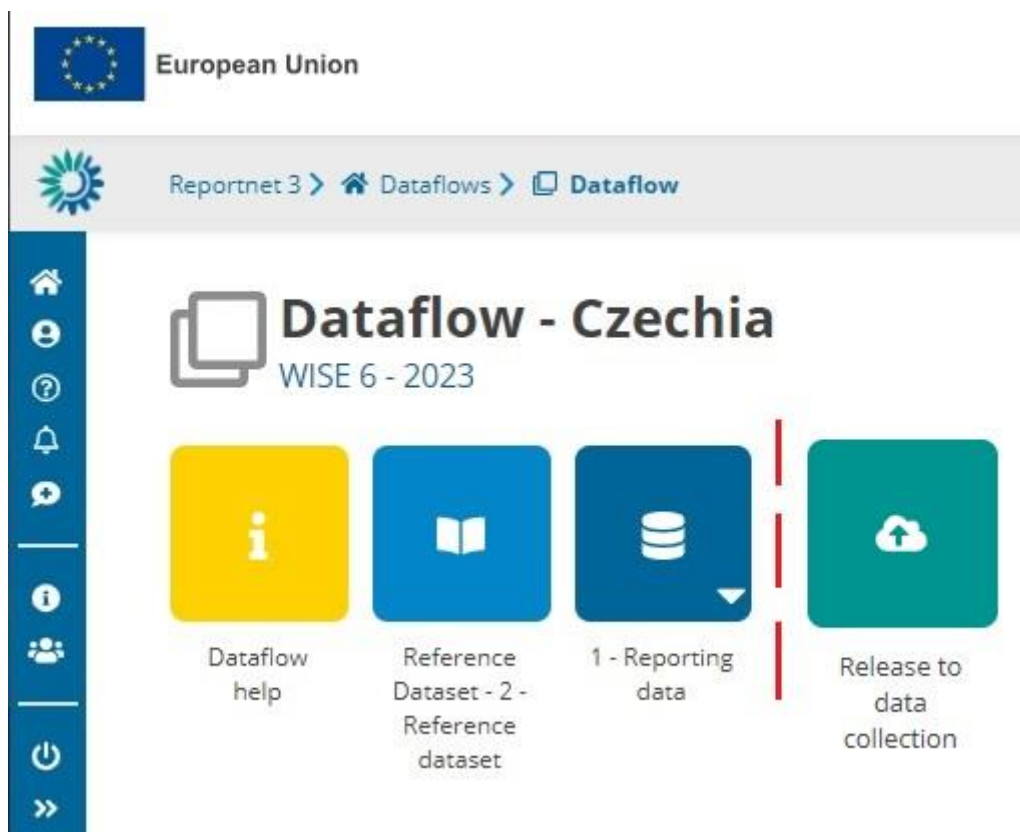 European Union
Reportnet 3 Dataflows Dataflow
Dataflow - Czechia
WISE 6 - 2023
Dataflow
help
Reference
Dataset - 2 -
Reference
dataset
1 - Reporting
data
Release to
data
collection